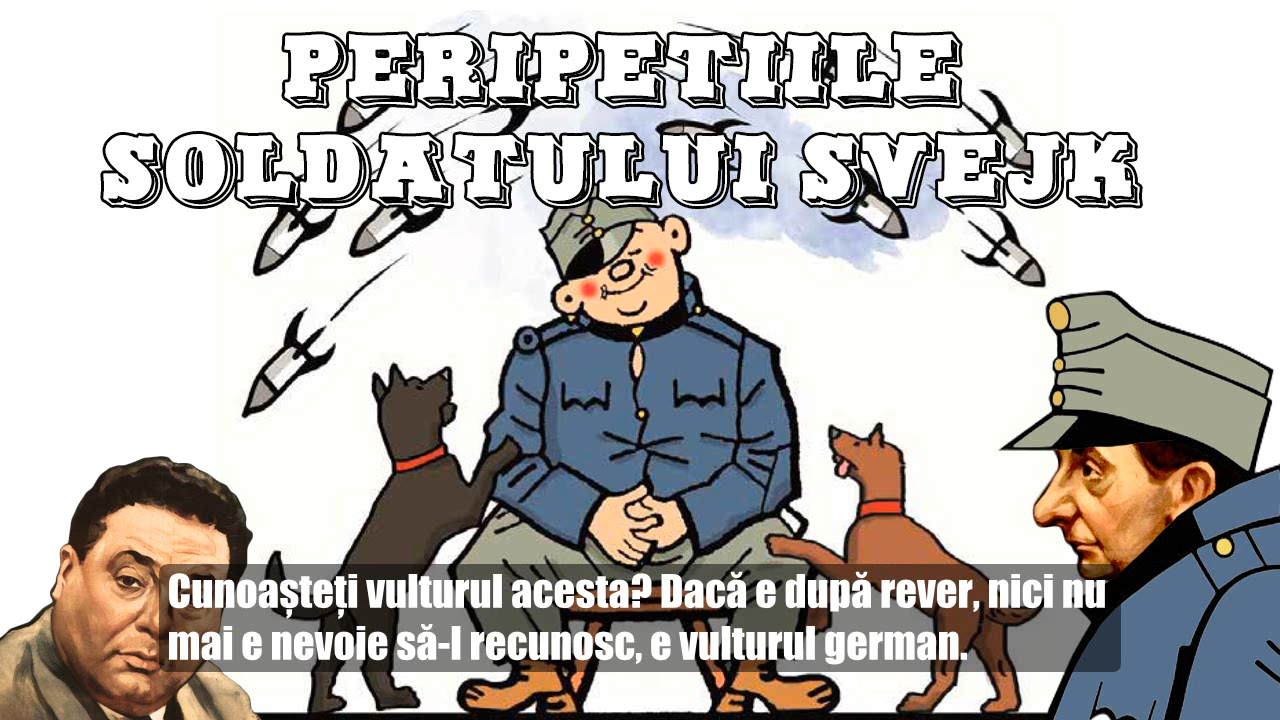 PERIPETIILE
SOLDATULUI SVEJK
Cunoașteți vulturul acesta? Dacă e după rever, nici nu
mai e nevoie să-l recunosc, e vulturul german.